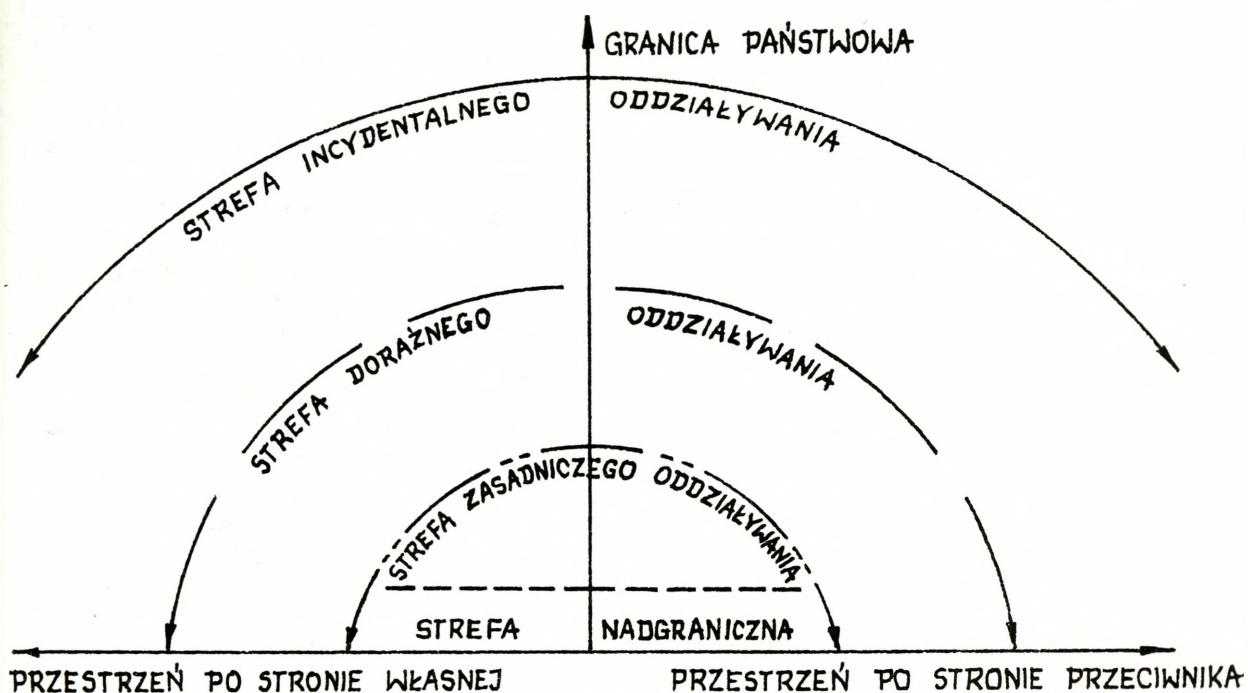 GRANICA PAŃSTWOWA
STREFA INCYDENTALNEGO ODDZIAŁYWANIA
STREFA DORAŹNEGO ODDZIAŁYWANIA
STREFA ZASADNICZEGO ODDZIAŁYWANIA
STREFA NADGRANICZNA
PRZESTRZEŃ PO STRONIE WŁASNEJ
PRZESTRZEŃ PO STRONIE PRZECIWNIKA